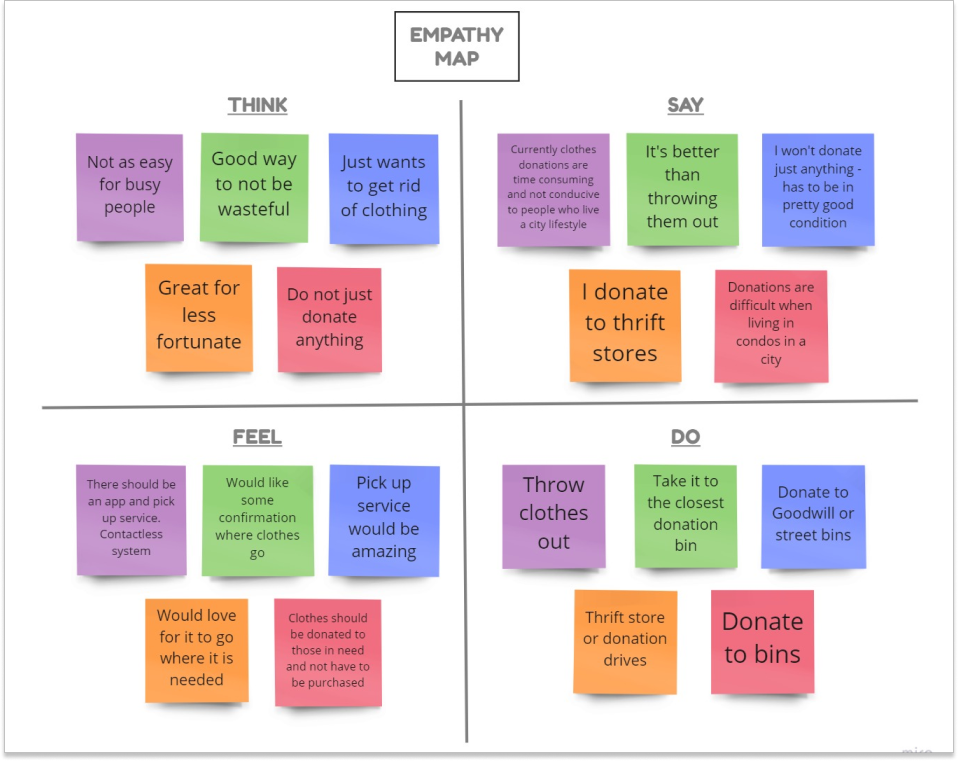 EMPATHY
MAP
THINK
Not as easy
for busy
people
Good way
to not be
wasteful
Just wants
to get rid
of clothing
Great for
less
fortunate
Do not just
donate
anything
SAY
Currently clothes
donations are
time consuming
and not conducive
to people who live
a city lifestyle
It's better
than
throwing
them out
I won't donate
just anything -
has to be in
pretty good
condition
I donate
to thrift
stores
Donations are
difficult when
living in
condos in a
city
FEEL
There should be
an app and pick
up service.
Contactless
system
Would like
some
confirmation
where clothes
go
Pick up
service
would be
amazing
Would love
for it to go
where it is
needed
Clothes should
be donated to
those in need
and not have to
be purchased
DO
Throw
clothes
out
Take it to
the closest
donation
bin
Donate to
Goodwill or
street bins
Thrift store
or donation
drives
Donate
to bins